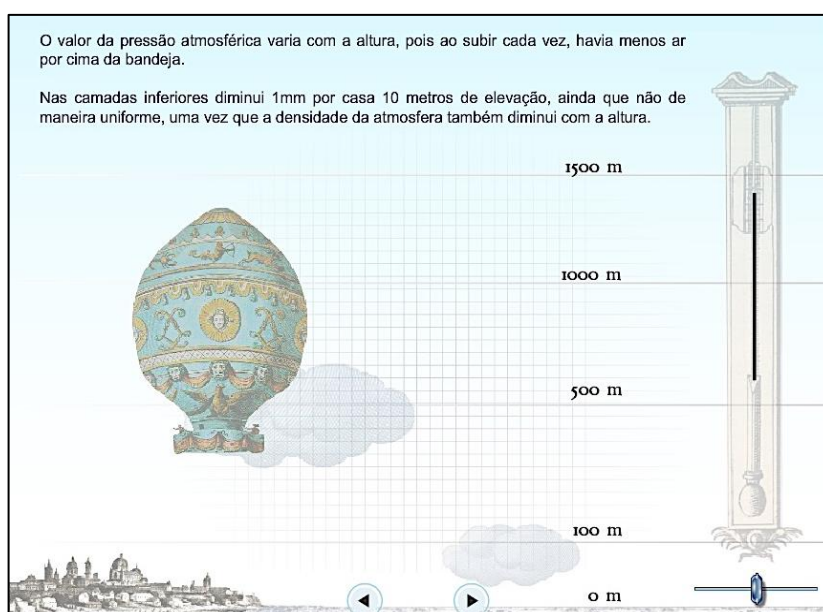 O valor da pressão atmosférica varia com a altura, pois ao subir cada vez, havia menos ar
por cima da bandeja.
Nas camadas inferiores diminui 1mm por casa 10 metros de elevação, ainda que não de
maneira uniforme, uma vez que a densidade da atmosfera também diminui com a altura.
1500 m
1000 m
500 m
100 m
0 m